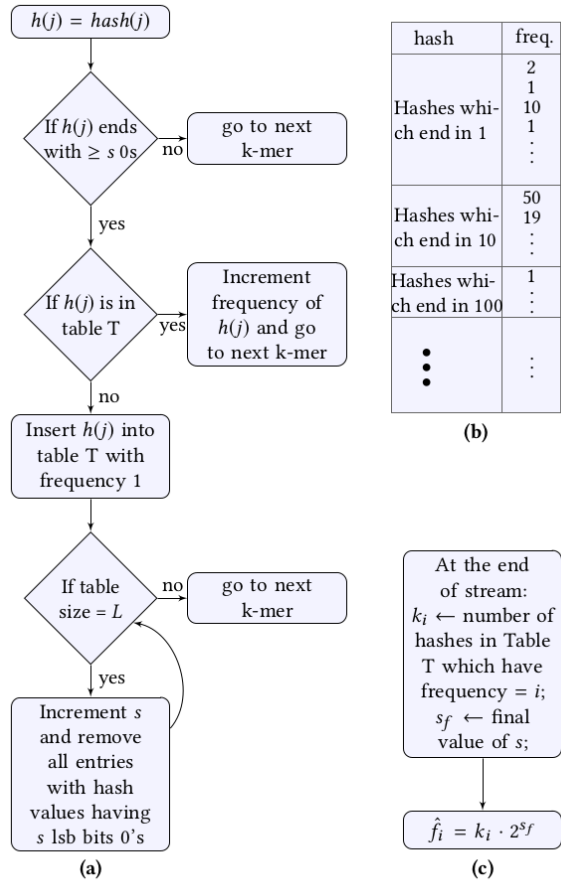 h(j) = hash(j)
If h(j) ends
with ≥ s 0s
no
go to next
k-mer
yes
If h(j) is in
table T
yes
Increment
frequency of
h(j) and go
to next k-mer
no
Insert h(j) into
table T with
frequency 1
If table
size = L
no
go to next
k-mer
yes
Increment s
and remove
all entries
with hash
values having
s lsb bits 0's
(a)
hash freq.
Hashes whi-
ch end in 1
2
1
10
1
⋮
Hashes whi-
ch end in 10
50
19
⋮
Hashes whi-
ch end in 100
1
⋮
⋮
(b)
At the end
of stream:
k_i ← number of
hashes in Table
T which have
frequency = i;
s_f ← final
value of s;
f̂_i = k_i · 2^{s_f}
(c)